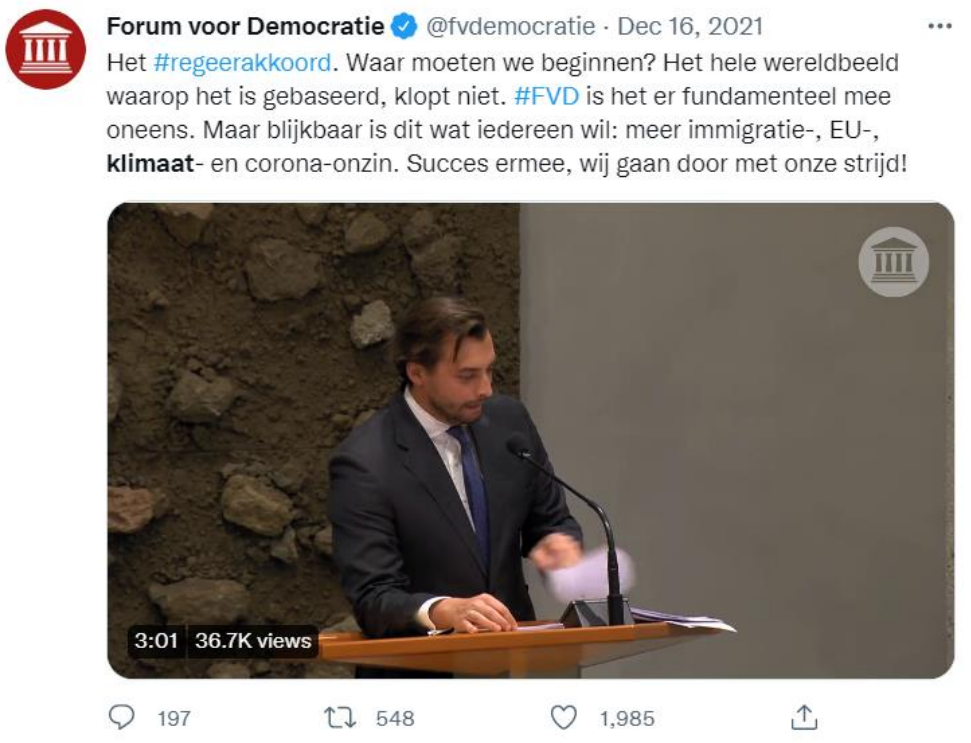 Forum voor Democratie @fvdemocratie · Dec 16, 2021
Het #regeerakkoord. Waar moeten we beginnen? Het hele wereldbeeld
waarop het is gebaseerd, klopt niet. #FVD is het er fundamenteel mee
oneens. Maar blijkbaar is dit wat iedereen wil: meer immigratie-, EU-,
klimaat- en corona-onzin. Succes ermee, wij gaan door met onze strijd!
3:01 36.7K views
197 548 1,985